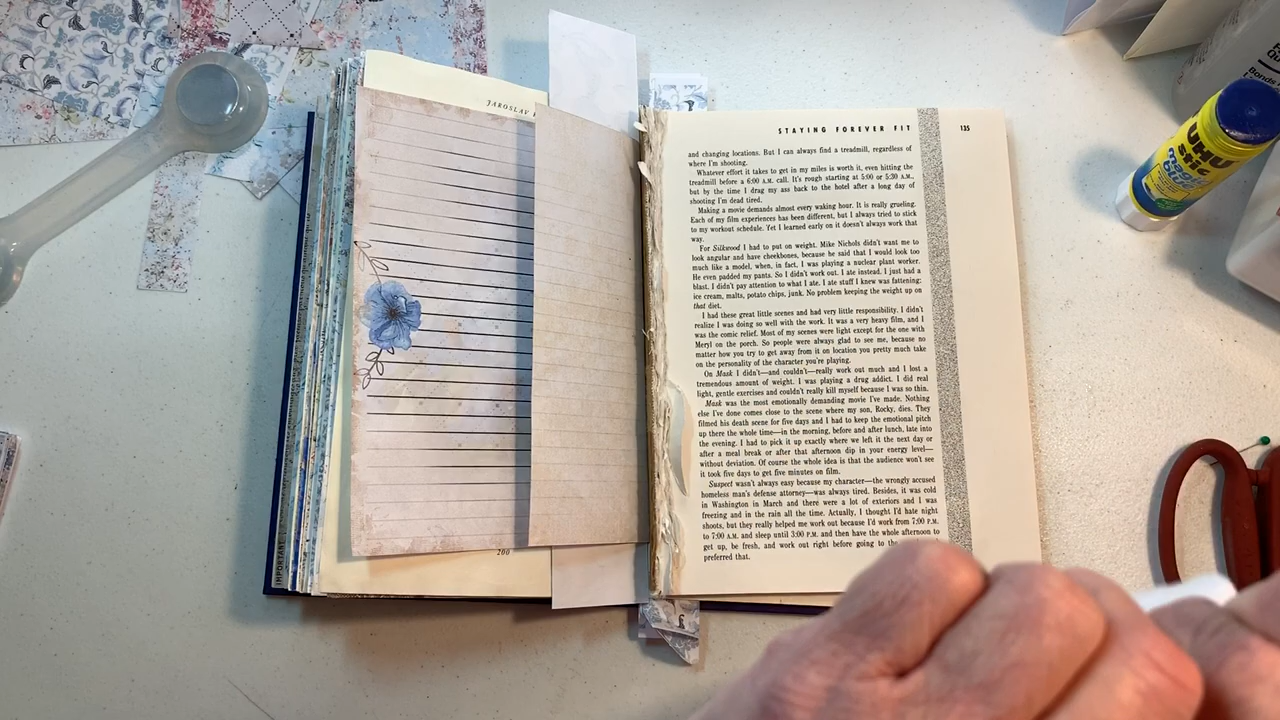 JAROSLAV
200
IMPORTANT
STAYING FOREVER FIT 135
and changing locations. But I can always find a treadmill, regardless of
where I'm shooting.
Whatever effort it takes to get in my miles is worth it, even hitting the
treadmill before a 6:00 A.M. call. It's rough starting at 5:00 or 5:30 A.M.,
but by the time I drag my ass back to the hotel after a long day of
shooting I'm dead tired.
Making a movie demands almost every waking hour. It is really grueling.
Each of my film experiences has been different, but I always tried to stick
to my workout schedule. Yet I learned early on it doesn't always work that
way.
For Silkwood I had to put on weight. Mike Nichols didn't want me to
look angular and have cheekbones, because he said that I would look too
much like a model, when, in fact, I was playing a nuclear plant worker.
He even padded my pants. So I didn't work out. I ate instead. I just had a
blast. I didn't pay attention to what I ate. I ate stuff I knew was fattening:
ice cream, malts, potato chips, junk. No problem keeping the weight up on
that diet.
I had these great little scenes and had very little responsibility. I didn't
realize I was doing so well with the work. It was a very heavy film, and I
was the comic relief. Most of my scenes were light except for the one with
Meryl on the porch. So people were always glad to see me, because no
matter how you try to get away from it on location you pretty much take
on the personality of the character you're playing.
On Mask I didn't—and couldn't—really work out much and I lost a
tremendous amount of weight. I was playing a drug addict. I did real
light, gentle exercises and couldn't really kill myself because I was so thin.
Mask was the most emotionally demanding movie I've made. Nothing
else I've done comes close to the scene where my son, Rocky, dies. They
filmed his death scene for five days and I had to keep the emotional pitch
up there the whole time—in the morning, before and after lunch, late into
the evening. I had to pick it up exactly where we left it the next day or
after a meal break or after that afternoon dip in your energy level—
without deviation. Of course the whole idea is that the audience won't see
it took five days to get five minutes on film.
Suspect wasn't always easy because my character—the wrongly accused
homeless man's defense attorney—was always tired. Besides, it was cold
in Washington in March and there were a lot of exteriors and I was
freezing and in the rain all the time. Actually, I thought I'd hate night
shoots, but they really helped me work out because I'd work from 7:00 P.M.
to 7:00 A.M. and sleep until 3:00 P.M. and then have the whole afternoon to
get up, be fresh, and work out right before going to the
preferred that.
UHU
stic
magic
Bonds